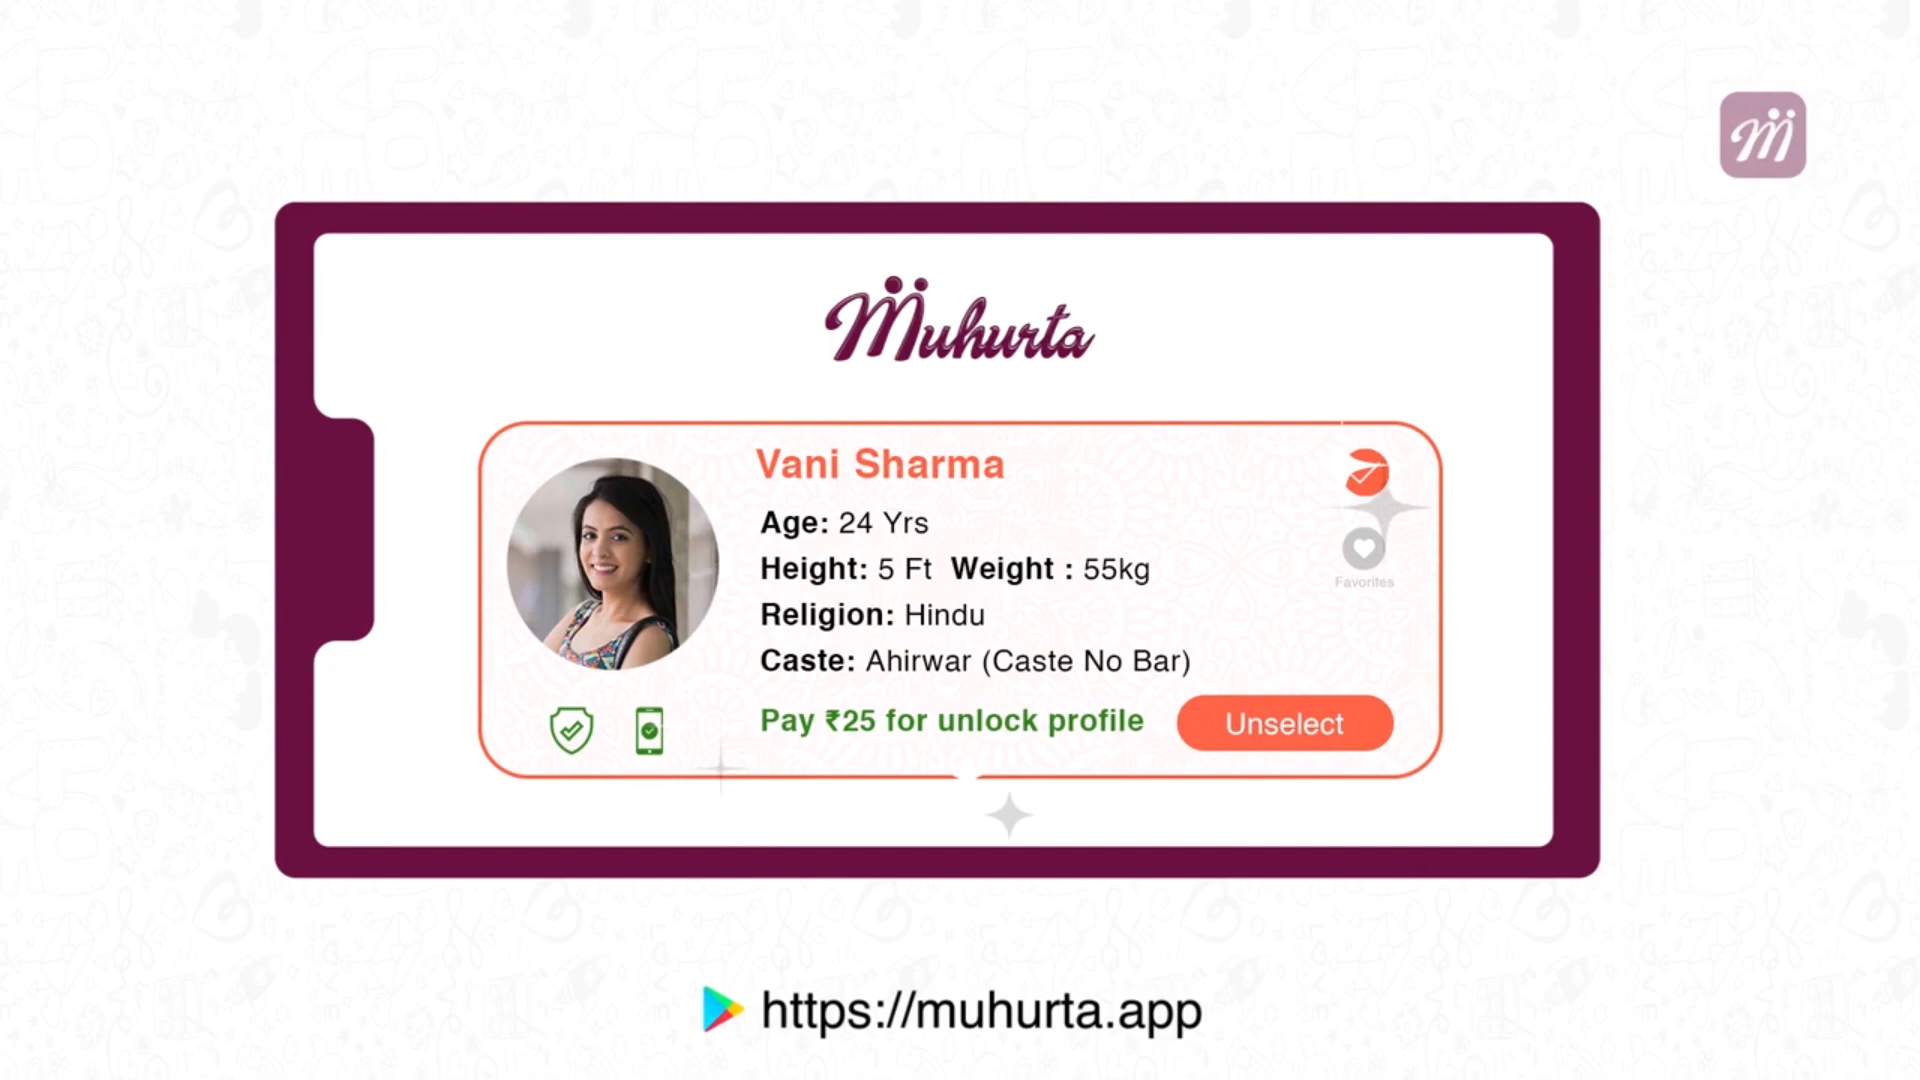 Muhurta
Vani Sharma
Age: 24 Yrs
Height: 5 Ft Weight : 55kg
Favorites
Religion: Hindu
Caste: Ahirwar (Caste No Bar)
Pay ₹25 for unlock profile
Unselect
https://muhurta.app